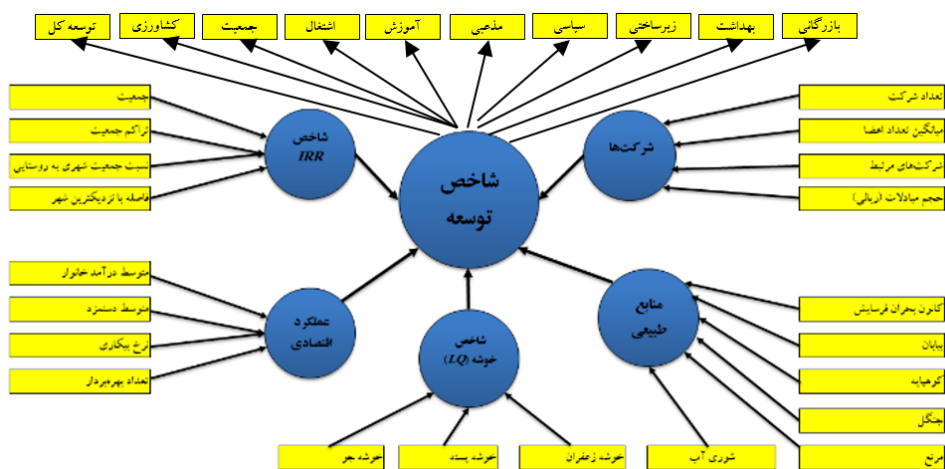 بازرگانی
بهداشت
زیرساختی
سیاسی
مذهبی
آموزش
اشتغال
جمعیت
کشاورزی
توسعه کل
تعداد شرکت
میانگین تعداد اعضا
شرکت‌های مرتبط
حجم مبادلات (ریالی)
شرکت‌ها
شاخص
توسعه
شاخص
IRR
جمعیت
تراکم جمعیت
نسبت جمعیت شهری به روستایی
فاصله با نزدیکترین شهر
کانون بحران فرسایش
بیابان
کوهپایه
جنگل
مرتع
شوری آب
منابع
طبیعی
شاخص
خوشه (LQ)
خوشه زعفران
خوشه پسته
خوشه جو
عملکرد
اقتصادی
متوسط درآمد خانوار
متوسط دستمزد
نرخ بیکاری
تعداد بهره‌بردار